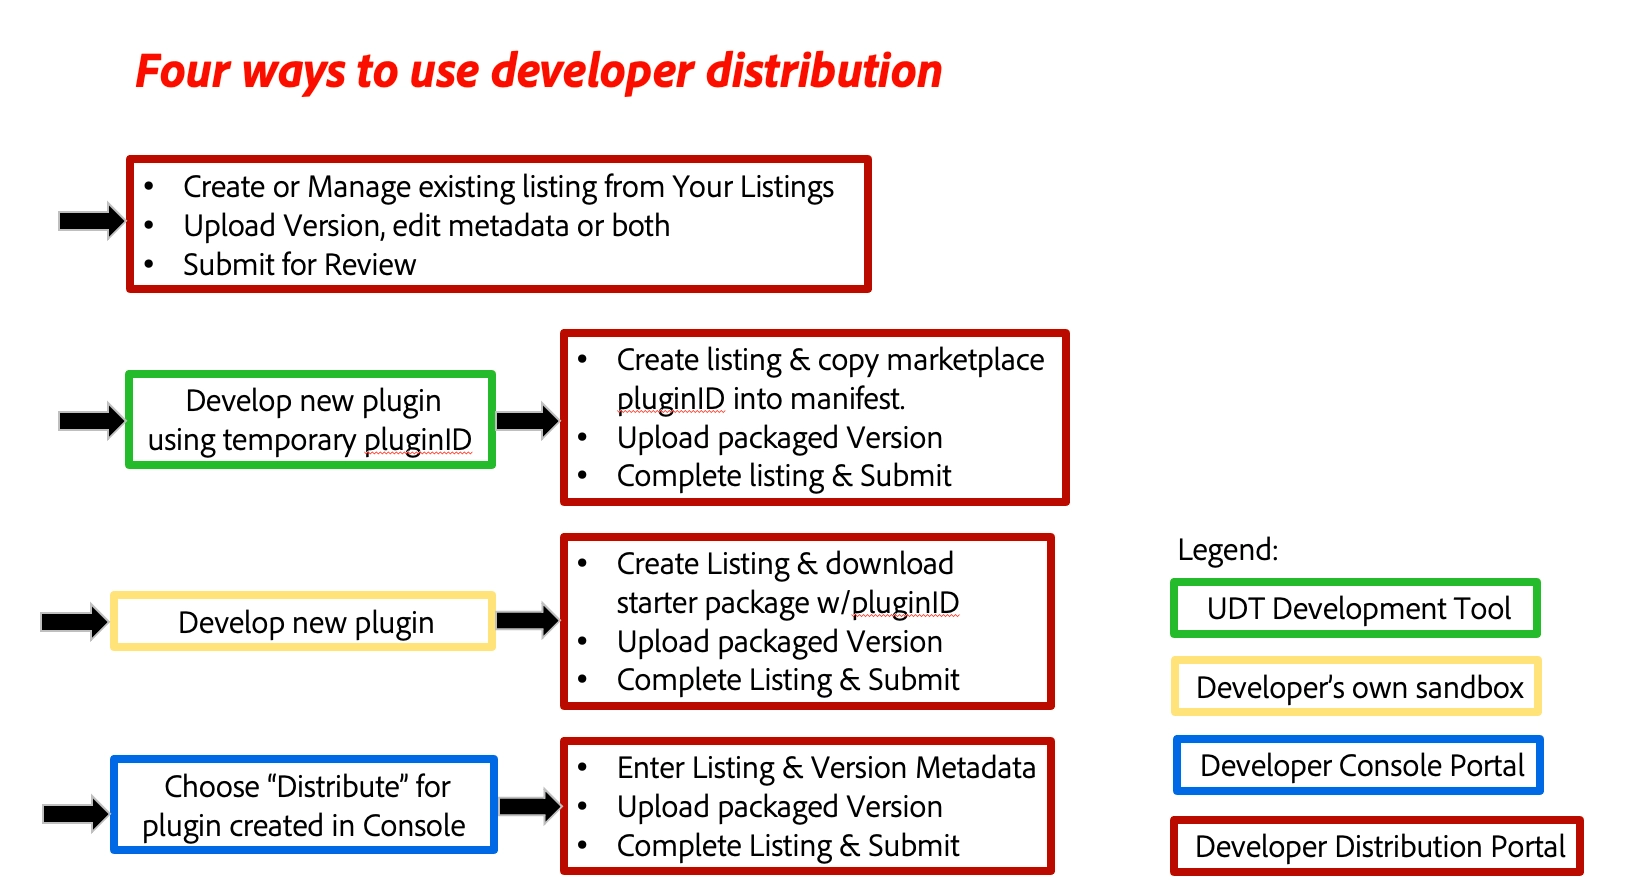 Four ways to use developer distribution
• Create or Manage existing listing from Your Listings
• Upload Version, edit metadata or both
• Submit for Review
Develop new plugin
using temporary pluginID
• Create listing & copy marketplace
pluginID into manifest.
• Upload packaged Version
• Complete listing & Submit
Develop new plugin
• Create Listing & download
starter package w/pluginID
• Upload packaged Version
• Complete Listing & Submit
Choose “Distribute” for
plugin created in Console
• Enter Listing & Version Metadata
• Upload packaged Version
• Complete Listing & Submit
Legend:
UDT Development Tool
Developer’s own sandbox
Developer Console Portal
Developer Distribution Portal